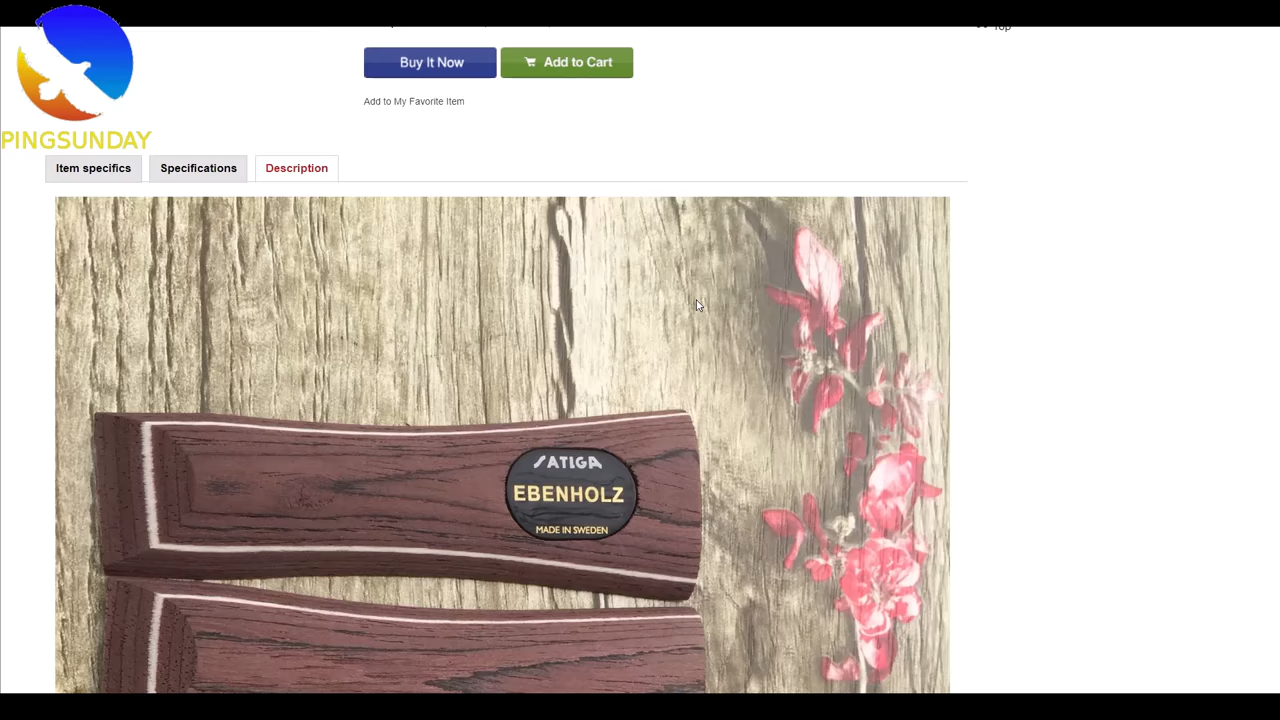 Buy It Now
Add to Cart
Add to My Favorite Item
PINGSUNDAY
Item specifics
Specifications
Description
SATIGA
EBENHOLZ
MADE IN SWEDEN